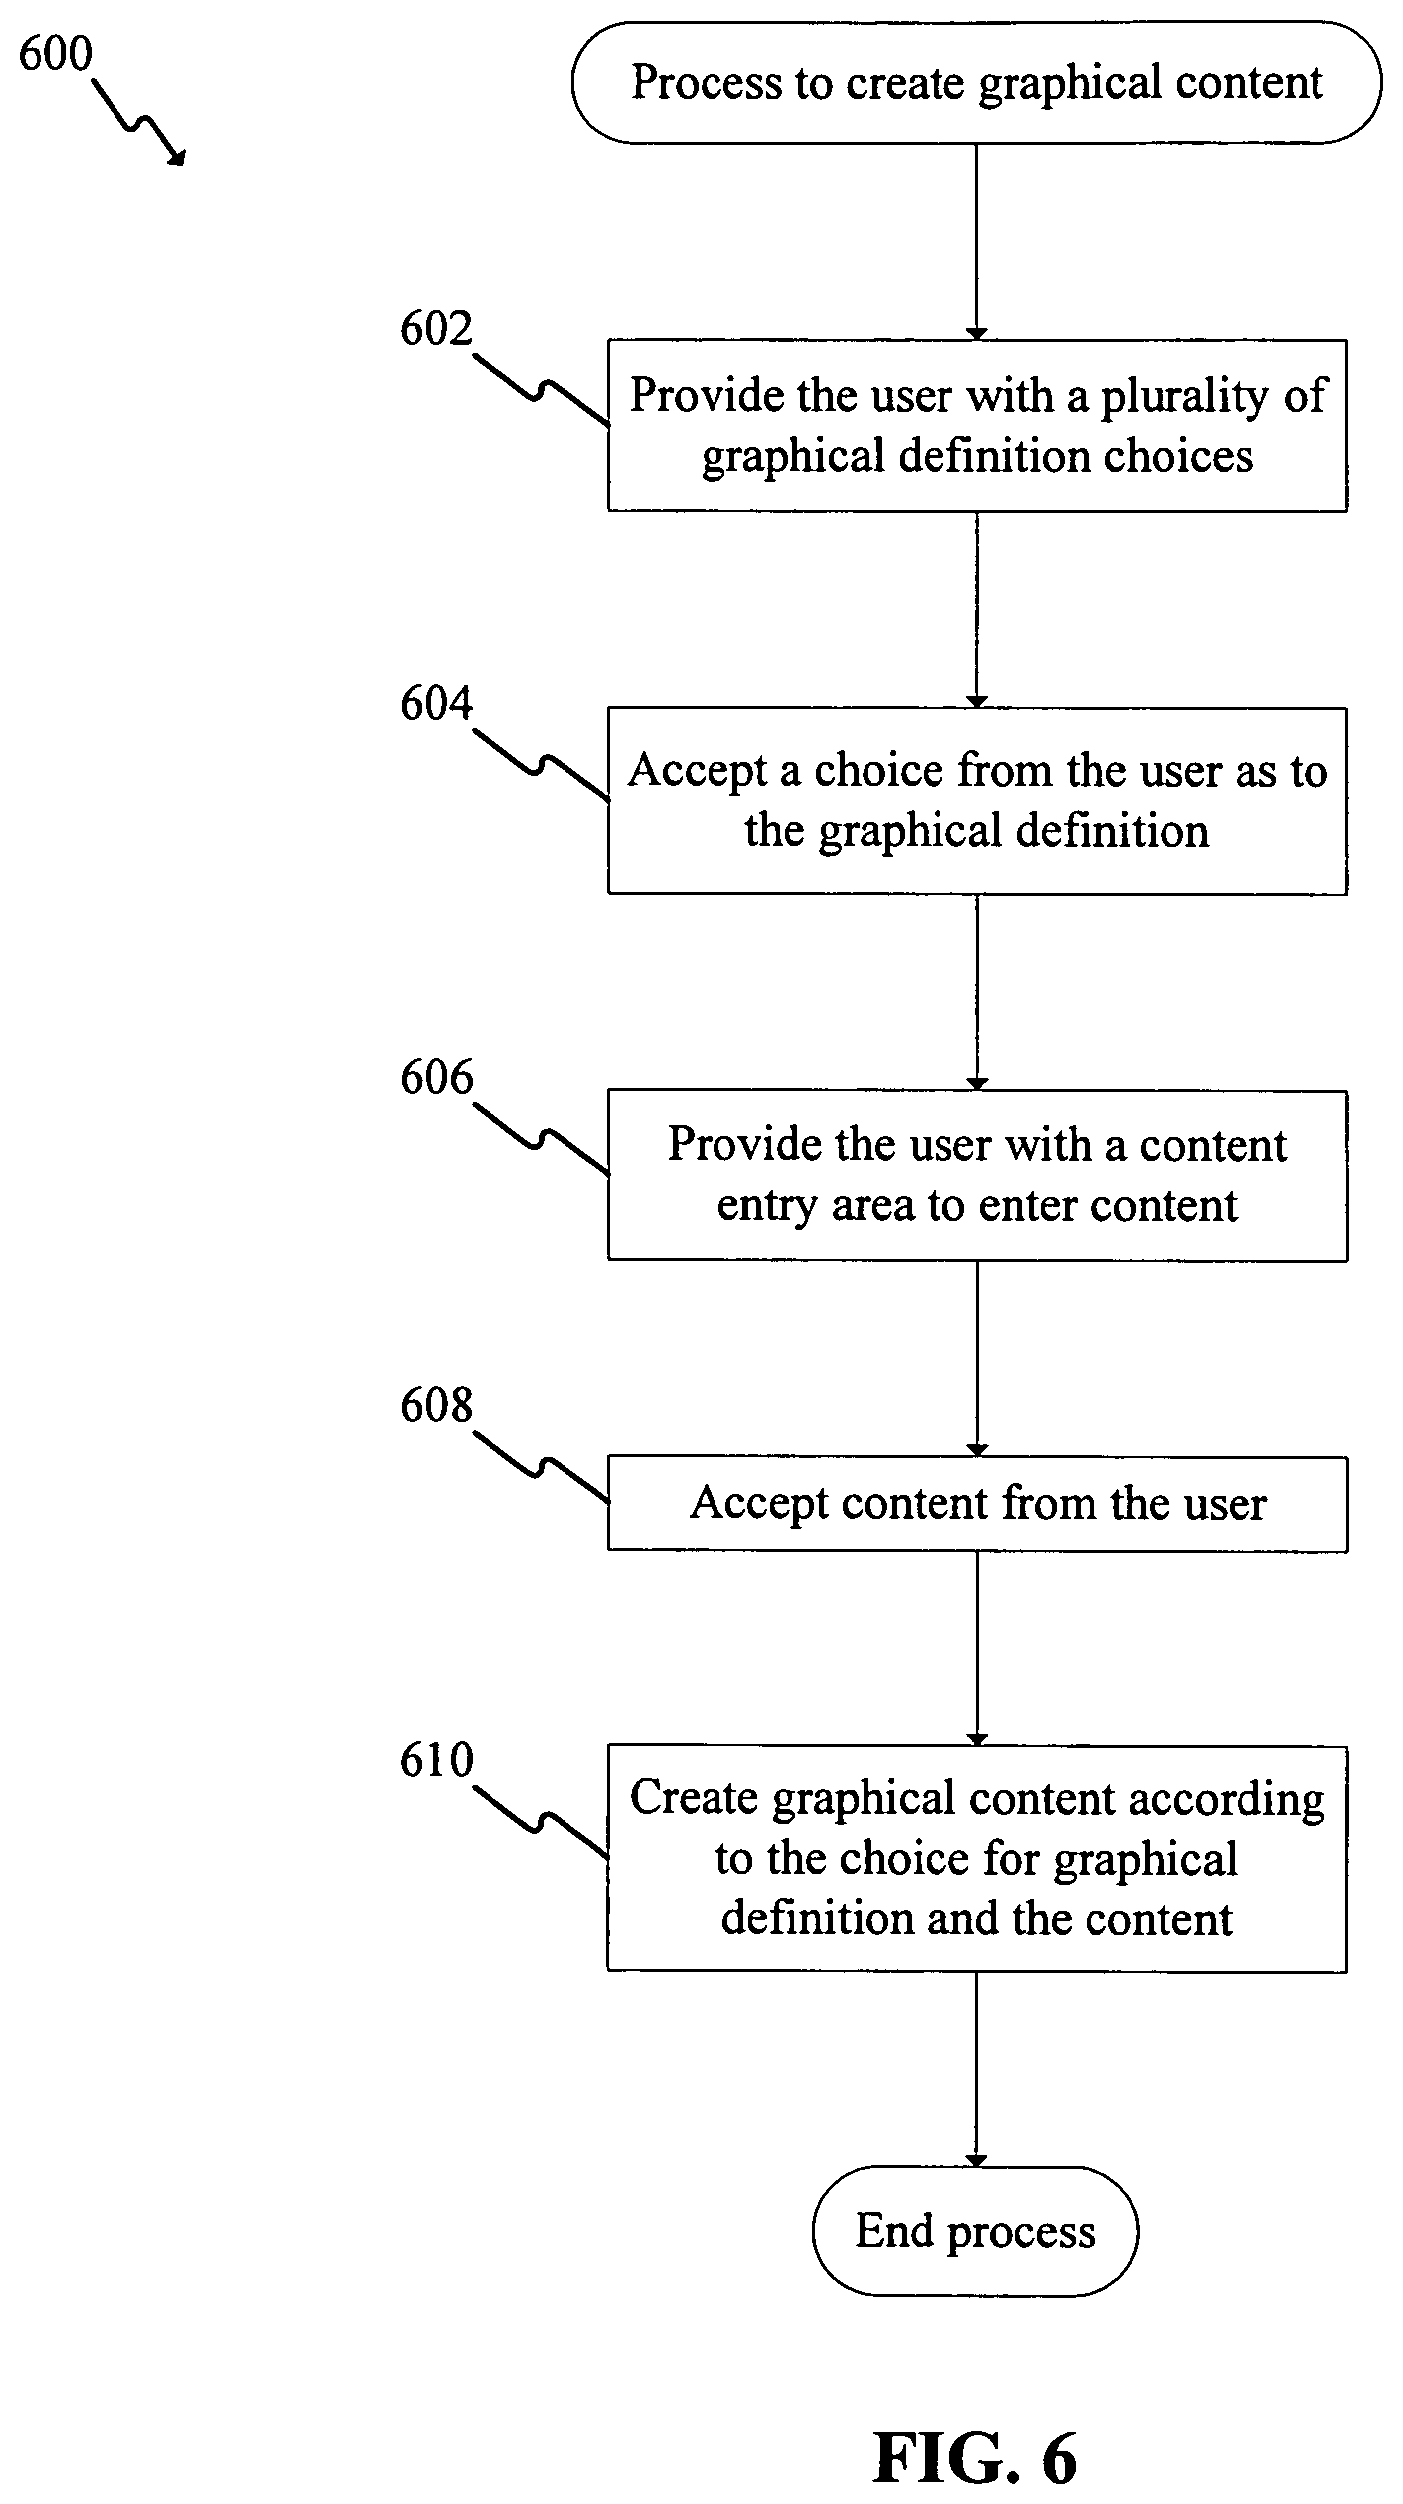 600
Process to create graphical content
602
Provide the user with a plurality of
graphical definition choices
604
Accept a choice from the user as to
the graphical definition
606
Provide the user with a content
entry area to enter content
608
Accept content from the user
610
Create graphical content according
to the choice for graphical
definition and the content
End process
FIG. 6